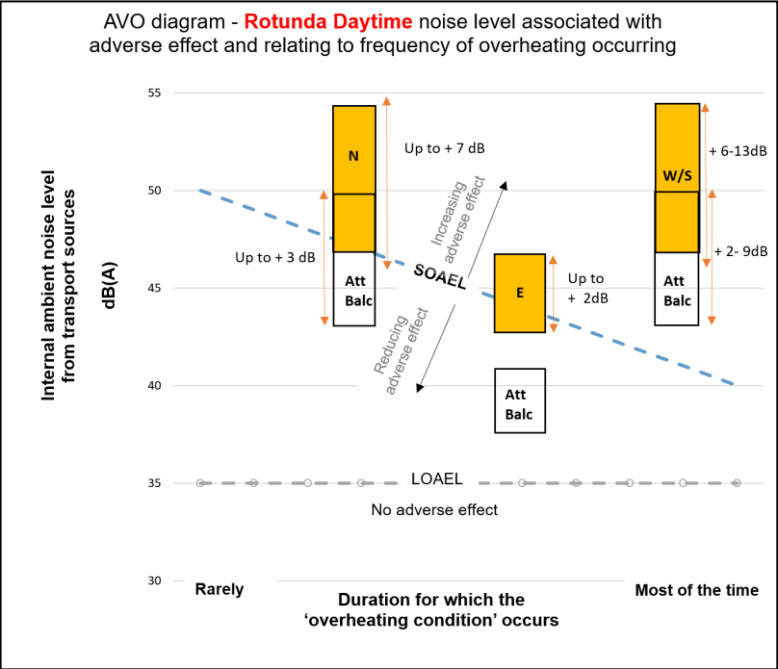 AVO diagram - Rotunda Daytime noise level associated with
adverse effect and relating to frequency of overheating occurring
Internal ambient noise level
from transport sources
dB(A)
55
50
45
40
35
30
N
Up to + 7 dB
Up to + 3 dB
Att
Balc
Increasing
adverse effect
SOAEL
Reducing
adverse effect
E
Up to
+ 2dB
Att
Balc
W/S
+ 6-13dB
+ 2- 9dB
Att
Balc
LOAEL
No adverse effect
Rarely
Most of the time
Duration for which the
‘overheating condition’ occurs